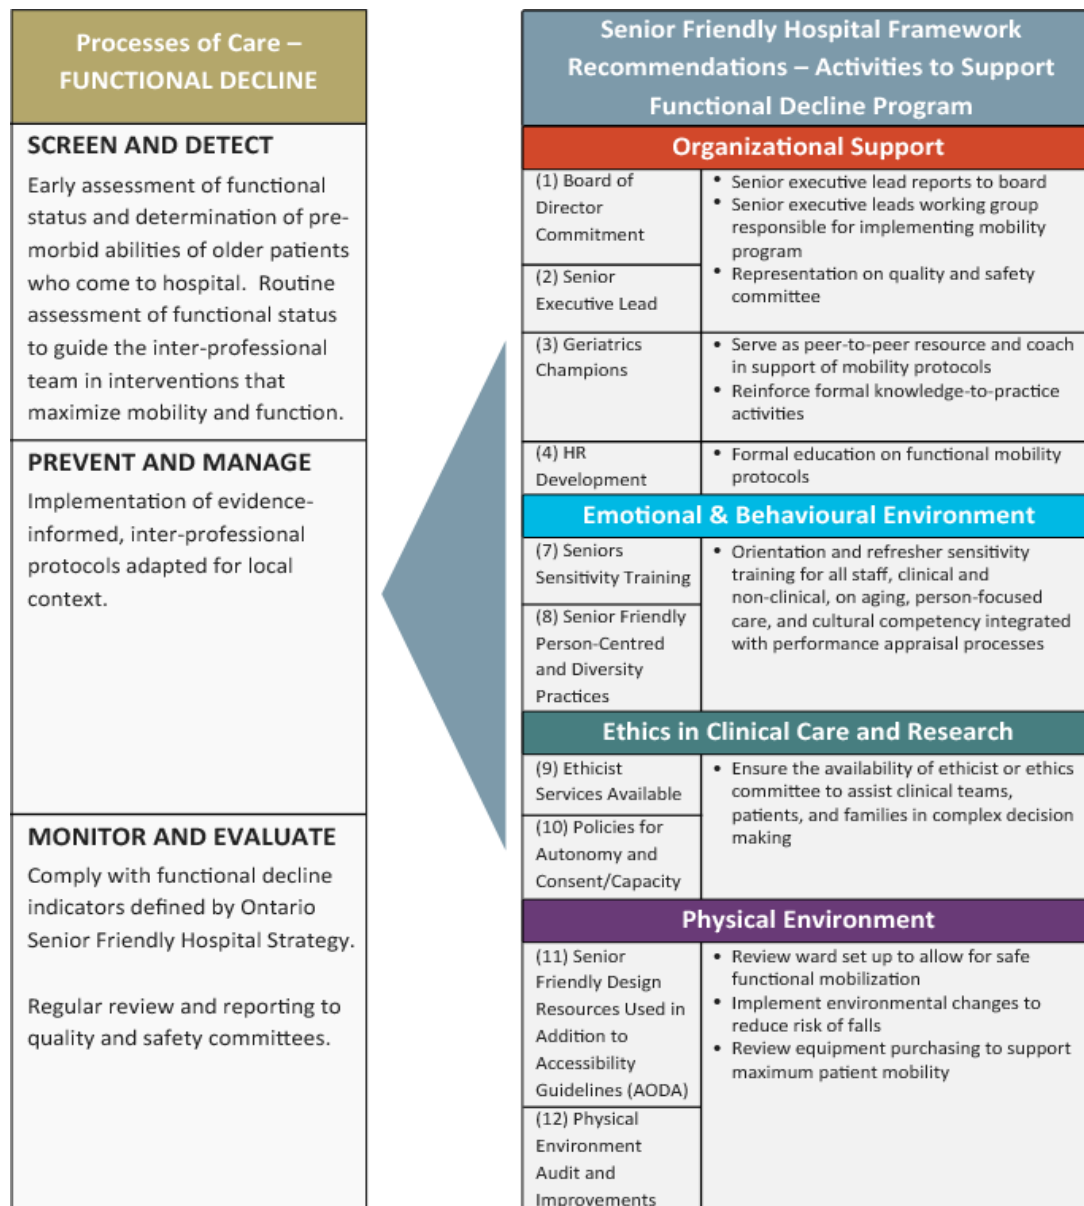 Processes of Care –
FUNCTIONAL DECLINE
SCREEN AND DETECT
Early assessment of functional
status and determination of pre-
morbid abilities of older patients
who come to hospital.  Routine
assessment of functional status
to guide the inter-professional
team in interventions that
maximize mobility and function.
PREVENT AND MANAGE
Implementation of evidence-
informed, inter-professional
protocols adapted for local
context.
MONITOR AND EVALUATE
Comply with functional decline
indicators defined by Ontario
Senior Friendly Hospital Strategy.
Regular review and reporting to
quality and safety committees.
Senior Friendly Hospital Framework
Recommendations – Activities to Support
Functional Decline Program
Organizational Support
(1) Board of
Director
Commitment
(2) Senior
Executive Lead
• Senior executive lead reports to board
• Senior executive leads working group
responsible for implementing mobility
program
• Representation on quality and safety
committee
(3) Geriatrics
Champions
• Serve as peer-to-peer resource and coach
in support of mobility protocols
• Reinforce formal knowledge-to-practice
activities
(4) HR
Development
• Formal education on functional mobility
protocols
Emotional & Behavioural Environment
(7) Seniors
Sensitivity Training
(8) Senior Friendly
Person-Centred
and Diversity
Practices
• Orientation and refresher sensitivity
training for all staff, clinical and
non-clinical, on aging, person-focused
care, and cultural competency integrated
with performance appraisal processes
Ethics in Clinical Care and Research
(9) Ethicist
Services Available
(10) Policies for
Autonomy and
Consent/Capacity
• Ensure the availability of ethicist or ethics
committee to assist clinical teams,
patients, and families in complex decision
making
Physical Environment
(11) Senior
Friendly Design
Resources Used in
Addition to
Accessibility
Guidelines (AODA)
(12) Physical
Environment
Audit and
Improvements
• Review ward set up to allow for safe
functional mobilization
• Implement environmental changes to
reduce risk of falls
• Review equipment purchasing to support
maximum patient mobility